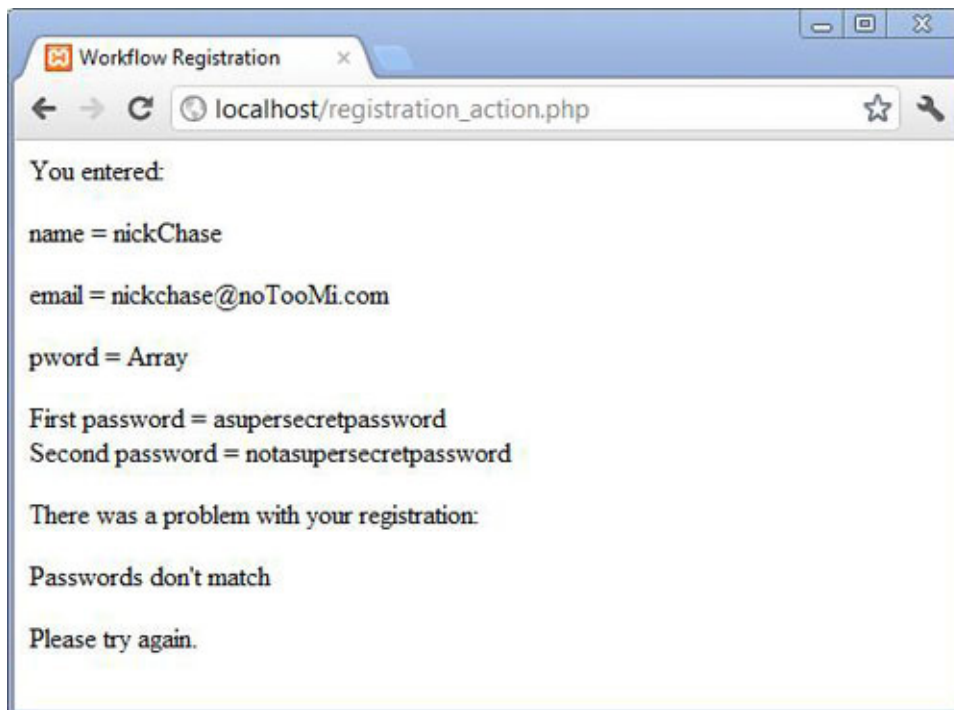 Workflow Registration
localhost/registration_action.php
You entered:
name = nickChase
email = nickchase@noTooMi.com
pword = Array
First password = asupersecretpassword
Second password = notasupersecretpassword
There was a problem with your registration:
Passwords don't match
Please try again.